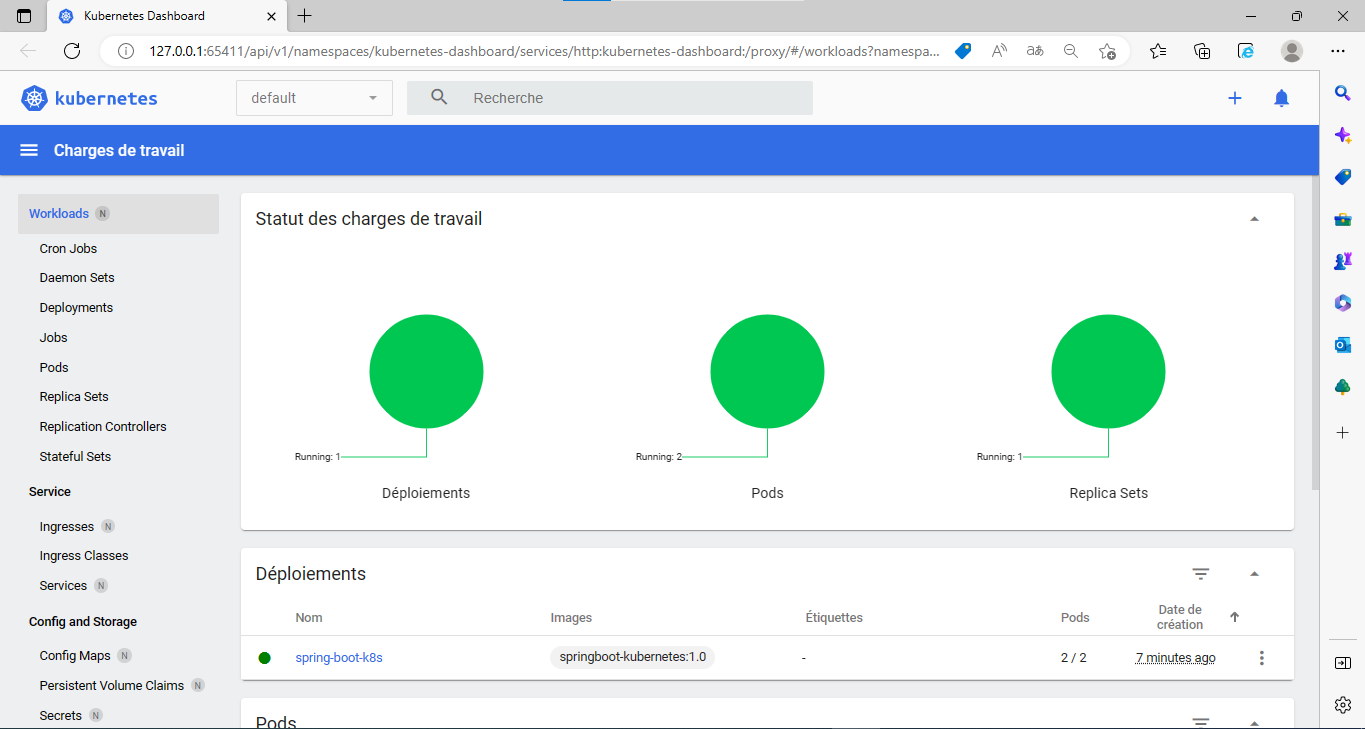 Kubernetes Dashboard
127.0.0.1:65411/api/v1/namespaces/kubernetes-dashboard/services/http:kubernetes-dashboard:/proxy/#/workloads?namespa...
kubernetes
default
Recherche
Charges de travail
Workloads N
Cron Jobs
Daemon Sets
Deployments
Jobs
Pods
Replica Sets
Replication Controllers
Stateful Sets
Service
Ingresses N
Ingress Classes
Services N
Config and Storage
Config Maps N
Persistent Volume Claims N
Secrets N
Statut des charges de travail
Running: 1
Déploiements
Running: 2
Pods
Running: 1
Replica Sets
Déploiements
Nom Images Étiquettes Pods Date de création
spring-boot-k8s springboot-kubernetes:1.0 - 2 / 2 7 minutes ago
Pods